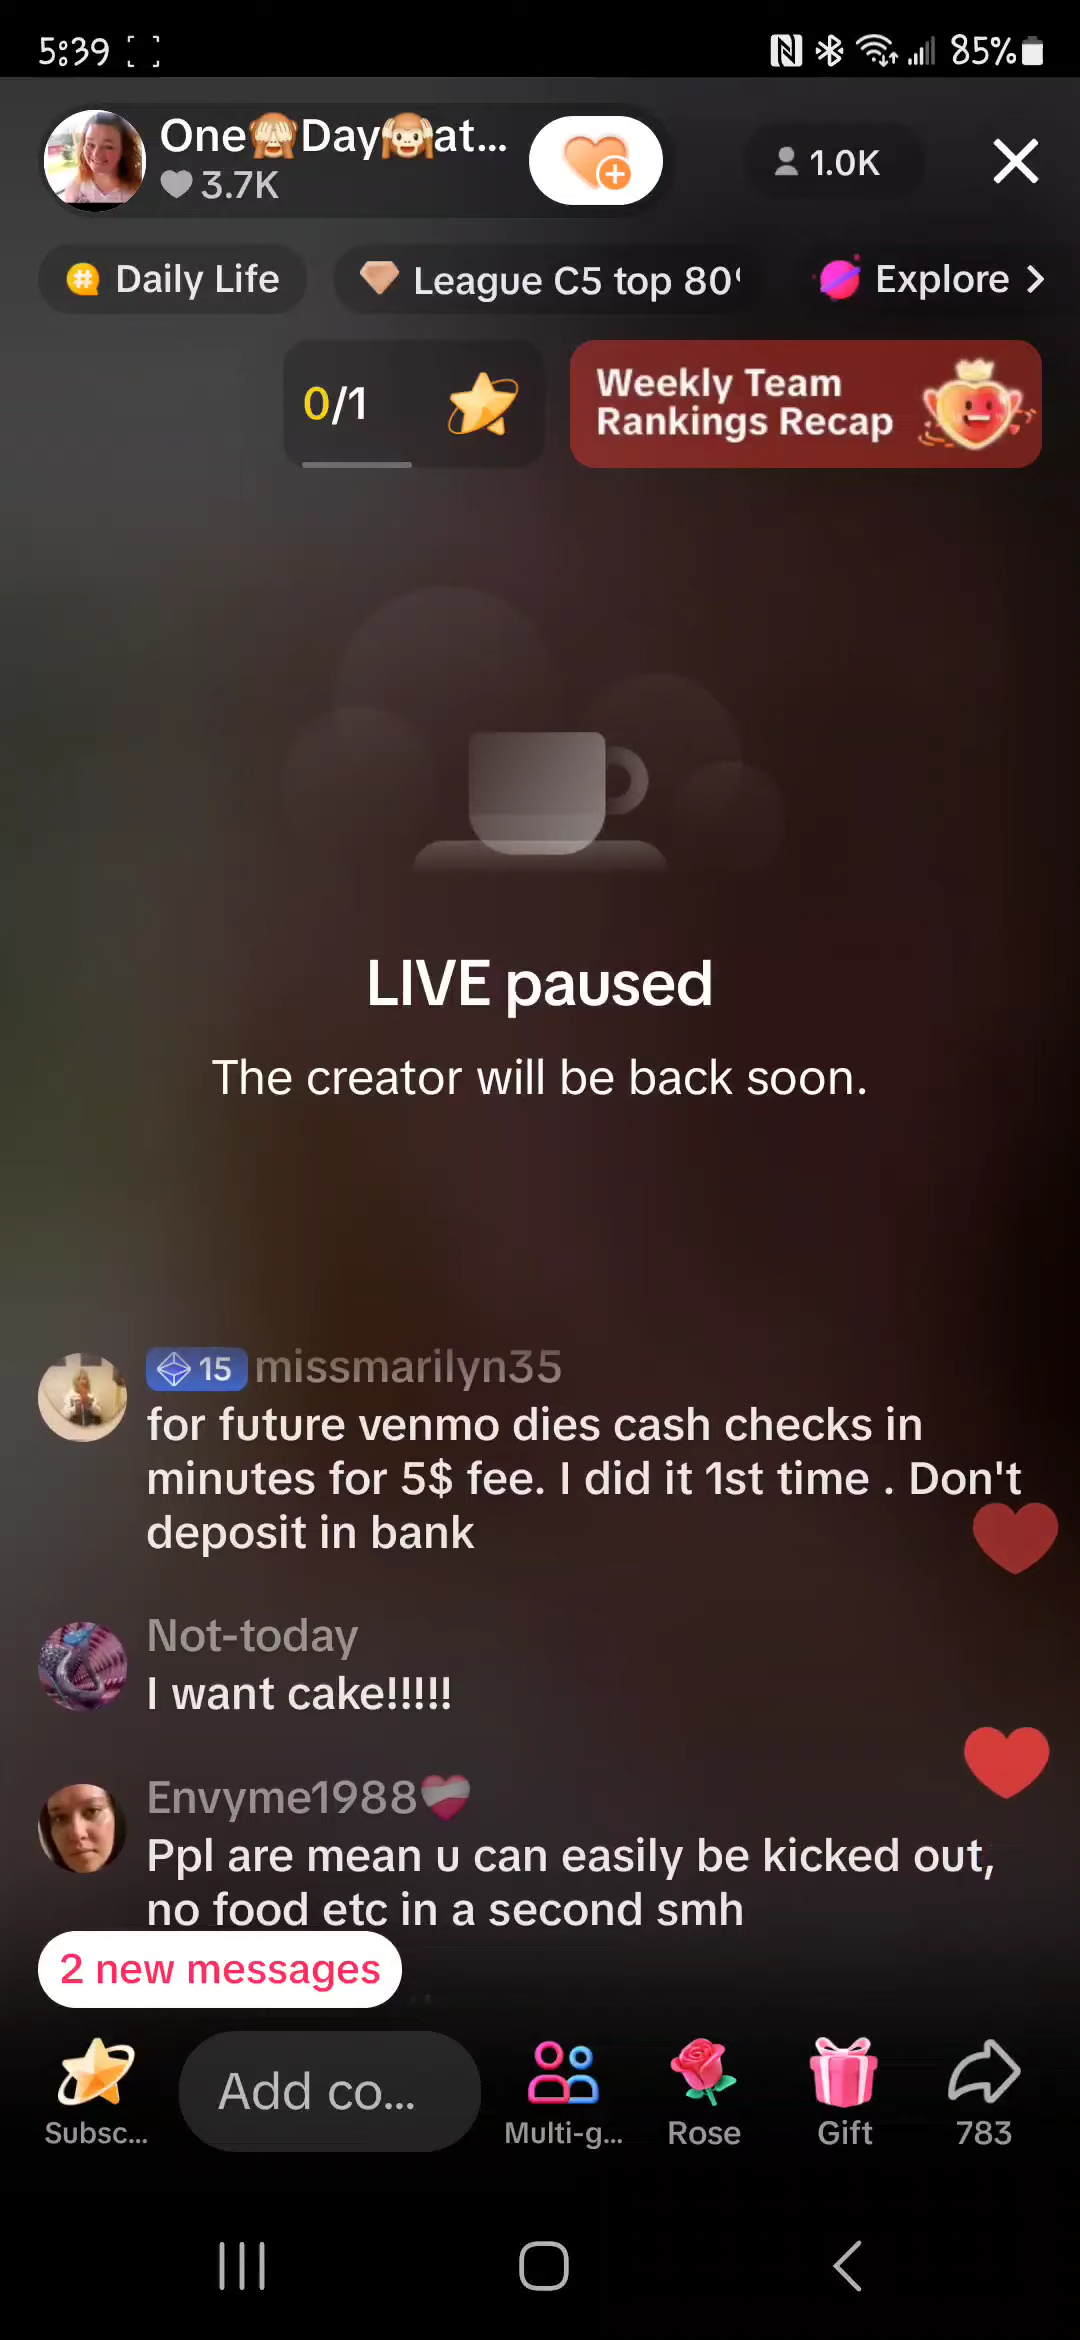 5:39
85%
One🙈Day🙉at...
3.7K
1.0K
Daily Life
League C5 top 80
Explore
0/1
Weekly Team
Rankings Recap
LIVE paused
The creator will be back soon.
15 missmarilyn35
for future venmo dies cash checks in
minutes for 5$ fee. I did it 1st time . Don't
deposit in bank
Not-today
I want cake!!!!!
Envyme1988
Ppl are mean u can easily be kicked out,
no food etc in a second smh
2 new messages
Add co...
Subsc...
Multi-g...
Rose
Gift
783